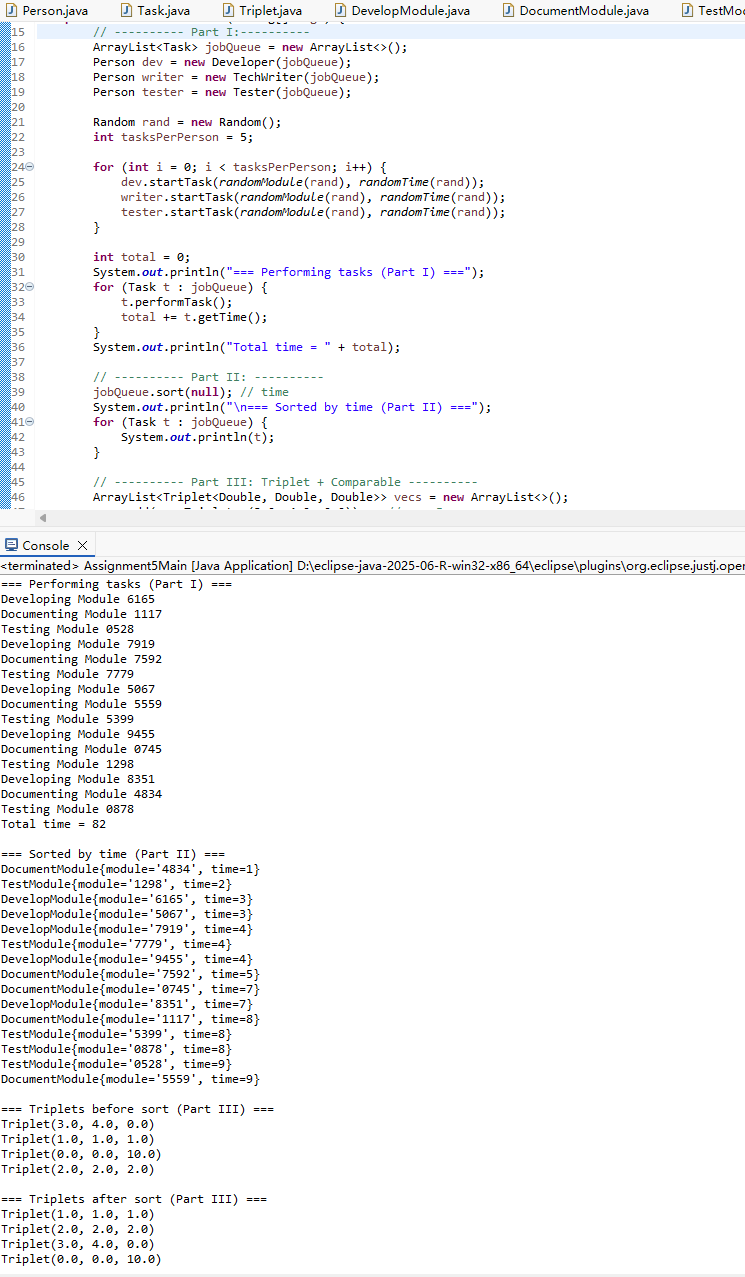 Person.java Task.java Triplet.java DevelopModule.java DocumentModule.java TestMod
15 // ---------- Part I:----------
16 ArrayList<Task> jobQueue = new ArrayList<>();
17 Person dev = new Developer(jobQueue);
18 Person writer = new TechWriter(jobQueue);
19 Person tester = new Tester(jobQueue);
20
21 Random rand = new Random();
22 int tasksPerPerson = 5;
23
24 for (int i = 0; i < tasksPerPerson; i++) {
25 dev.startTask(randomModule(rand), randomTime(rand));
26 writer.startTask(randomModule(rand), randomTime(rand));
27 tester.startTask(randomModule(rand), randomTime(rand));
28 }
29
30 int total = 0;
31 System.out.println("=== Performing tasks (Part I) ===");
32 for (Task t : jobQueue) {
33 t.performTask();
34 total += t.getTime();
35 }
36 System.out.println("Total time = " + total);
37
38 // ---------- Part II: ----------
39 jobQueue.sort(null); // time
40 System.out.println("\n=== Sorted by time (Part II) ===");
41 for (Task t : jobQueue) {
42 System.out.println(t);
43 }
44
45 // ---------- Part III: Triplet + Comparable ----------
46 ArrayList<Triplet<Double, Double, Double>> vecs = new ArrayList<>();
Console
<terminated> Assignment5Main [Java Application] D:\eclipse-java-2025-06-R-win32-x86_64\eclipse\plugins\org.eclipse.justj.oper
=== Performing tasks (Part I) ===
Developing Module 6165
Documenting Module 1117
Testing Module 0528
Developing Module 7919
Documenting Module 7592
Testing Module 7779
Developing Module 5067
Documenting Module 5559
Testing Module 5399
Developing Module 9455
Documenting Module 0745
Testing Module 1298
Developing Module 8351
Documenting Module 4834
Testing Module 0878
Total time = 82

=== Sorted by time (Part II) ===
DocumentModule{module='4834', time=1}
TestModule{module='1298', time=2}
DevelopModule{module='6165', time=3}
DevelopModule{module='5067', time=3}
DevelopModule{module='7919', time=4}
TestModule{module='7779', time=4}
DevelopModule{module='9455', time=4}
DocumentModule{module='7592', time=5}
DocumentModule{module='0745', time=7}
DevelopModule{module='8351', time=7}
DocumentModule{module='1117', time=8}
TestModule{module='5399', time=8}
TestModule{module='0878', time=8}
TestModule{module='0528', time=9}
DocumentModule{module='5559', time=9}

=== Triplets before sort (Part III) ===
Triplet(3.0, 4.0, 0.0)
Triplet(1.0, 1.0, 1.0)
Triplet(0.0, 0.0, 10.0)
Triplet(2.0, 2.0, 2.0)

=== Triplets after sort (Part III) ===
Triplet(1.0, 1.0, 1.0)
Triplet(2.0, 2.0, 2.0)
Triplet(3.0, 4.0, 0.0)
Triplet(0.0, 0.0, 10.0)